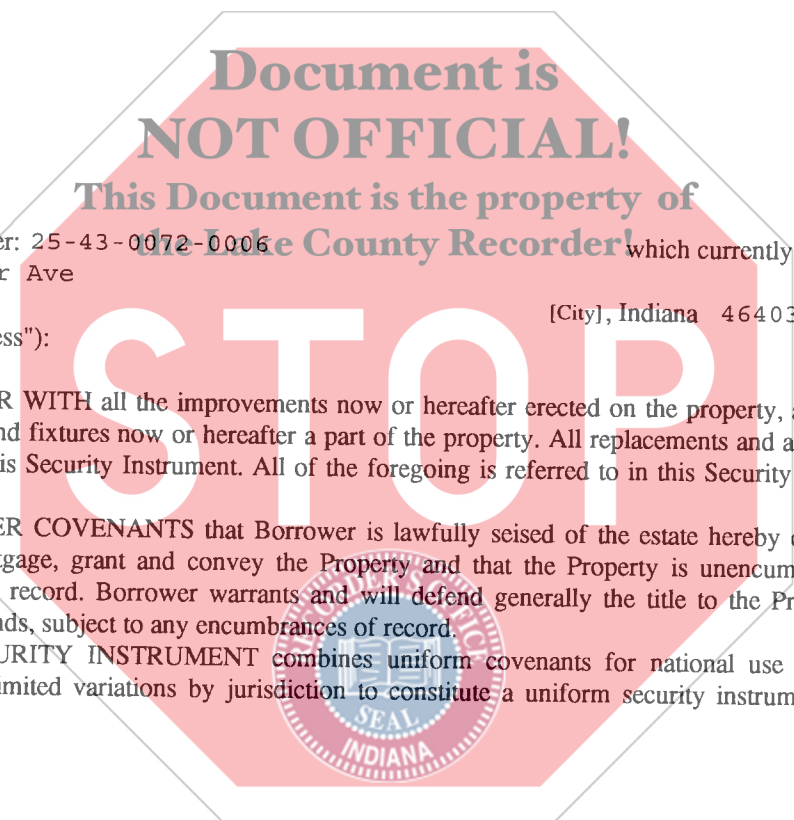 Document is
NOT OFFICIAL!
This Document is the property of
the Lake County Recorder!
er: 25-43-0072-0006 which currently
r Ave
[City], Indiana 46403
ess"):
STOP
R WITH all the improvements now or hereafter erected on the property,
nd fixtures now or hereafter a part of the property. All replacements and a
is Security Instrument. All of the foregoing is referred to in this Security
ER COVENANTS that Borrower is lawfully seised of the estate hereby
tgage, grant and convey the Property and that the Property is unencum
record. Borrower warrants and will defend generally the title to the Pr
nds, subject to any encumbrances of record.
URITY INSTRUMENT combines uniform covenants for national use
imited variations by jurisdiction to constitute a uniform security instrum
RECORDER'S OFFICE
SEAL
INDIANA